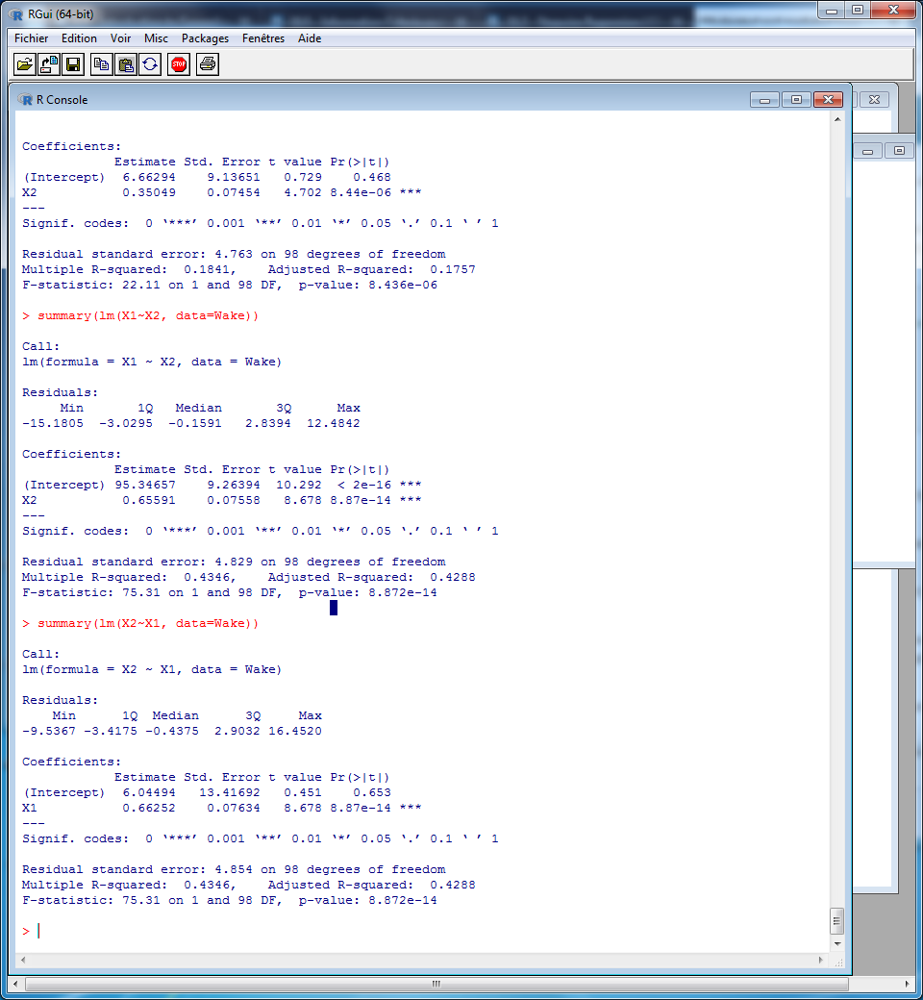 RGui (64-bit)
Fichier Edition Voir Misc Packages Fenêtres Aide
STOP
R Console
Coefficients:
            Estimate Std. Error t value Pr(>|t|)
(Intercept)  6.66294    9.13651   0.729    0.468
X2           0.35049    0.07454   4.702 8.44e-06 ***
---
Signif. codes:  0 ‘***’ 0.001 ‘**’ 0.01 ‘*’ 0.05 ‘.’ 0.1 ‘ ’ 1
Residual standard error: 4.763 on 98 degrees of freedom
Multiple R-squared:  0.1841,    Adjusted R-squared:  0.1757
F-statistic: 22.11 on 1 and 98 DF,  p-value: 8.436e-06
> summary(lm(X1~X2, data=Wake))
Call:
lm(formula = X1 ~ X2, data = Wake)
Residuals:
     Min       1Q   Median       3Q      Max
-15.1805  -3.0295  -0.1591   2.8394  12.4842
Coefficients:
            Estimate Std. Error t value Pr(>|t|)
(Intercept) 95.34657    9.26394  10.292  < 2e-16 ***
X2           0.65591    0.07558   8.678 8.87e-14 ***
---
Signif. codes:  0 ‘***’ 0.001 ‘**’ 0.01 ‘*’ 0.05 ‘.’ 0.1 ‘ ’ 1
Residual standard error: 4.829 on 98 degrees of freedom
Multiple R-squared:  0.4346,    Adjusted R-squared:  0.4288
F-statistic: 75.31 on 1 and 98 DF,  p-value: 8.872e-14
> summary(lm(X2~X1, data=Wake))
Call:
lm(formula = X2 ~ X1, data = Wake)
Residuals:
    Min      1Q  Median      3Q     Max
-9.5367 -3.4175 -0.4375  2.9032 16.4520
Coefficients:
            Estimate Std. Error t value Pr(>|t|)
(Intercept)  6.04494   13.41692   0.451    0.653
X1           0.66252    0.07634   8.678 8.87e-14 ***
---
Signif. codes:  0 ‘***’ 0.001 ‘**’ 0.01 ‘*’ 0.05 ‘.’ 0.1 ‘ ’ 1
Residual standard error: 4.854 on 98 degrees of freedom
Multiple R-squared:  0.4346,    Adjusted R-squared:  0.4288
F-statistic: 75.31 on 1 and 98 DF,  p-value: 8.872e-14
>